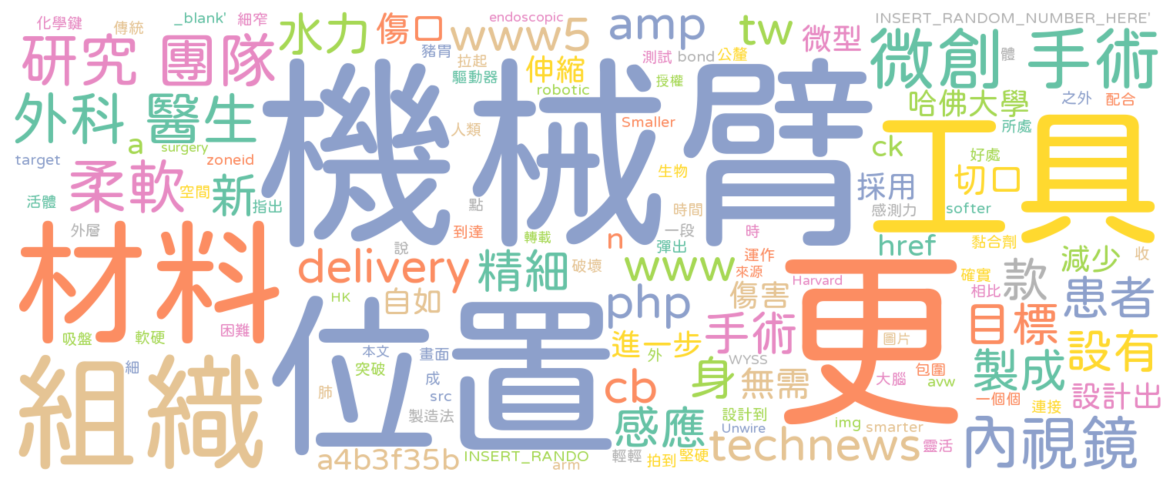 化學鍵 傳統 _blank' 細窄 水力 傷口 endoscopic amp tw 微型 INSERT_RANDOM_NUMBER_HERE'
研究 團隊 豬胃 拉起 www5 測試 bond 公釐 微創 體 手術
驅動器 伸縮 robotic 授權
外科 醫生 機械臂 人類 Smaller 哈佛大學 之外 配合
a surgery ck 工具 所處
target zoneid 好處
柔軟 空間 新 指出 生物 採用 切口
活體 點 時間 感測力 softer
外層 到達 說 轉載 一段 n 彈出 時 運作 href 黏合劑 收
材料 delivery 精細 破壞 www 來源 Harvard 更 確實 減少
HK 自如 php 傷害 相比 款 患者
吸盤 軟硬 困難 位置 手術 圖片 目標
組織 細 本文 畫面 突破 進一步 外 WYSS 包圍 製成 設有
肺 成 src cb 身 無需 大腦 avw 一個個 設計出
製造法 感應 設計到 Unwire img smarter 連接
a4b3f35b INSERT_RANDO arm 輕輕 拍到 堅硬 technews 靈活 內視鏡